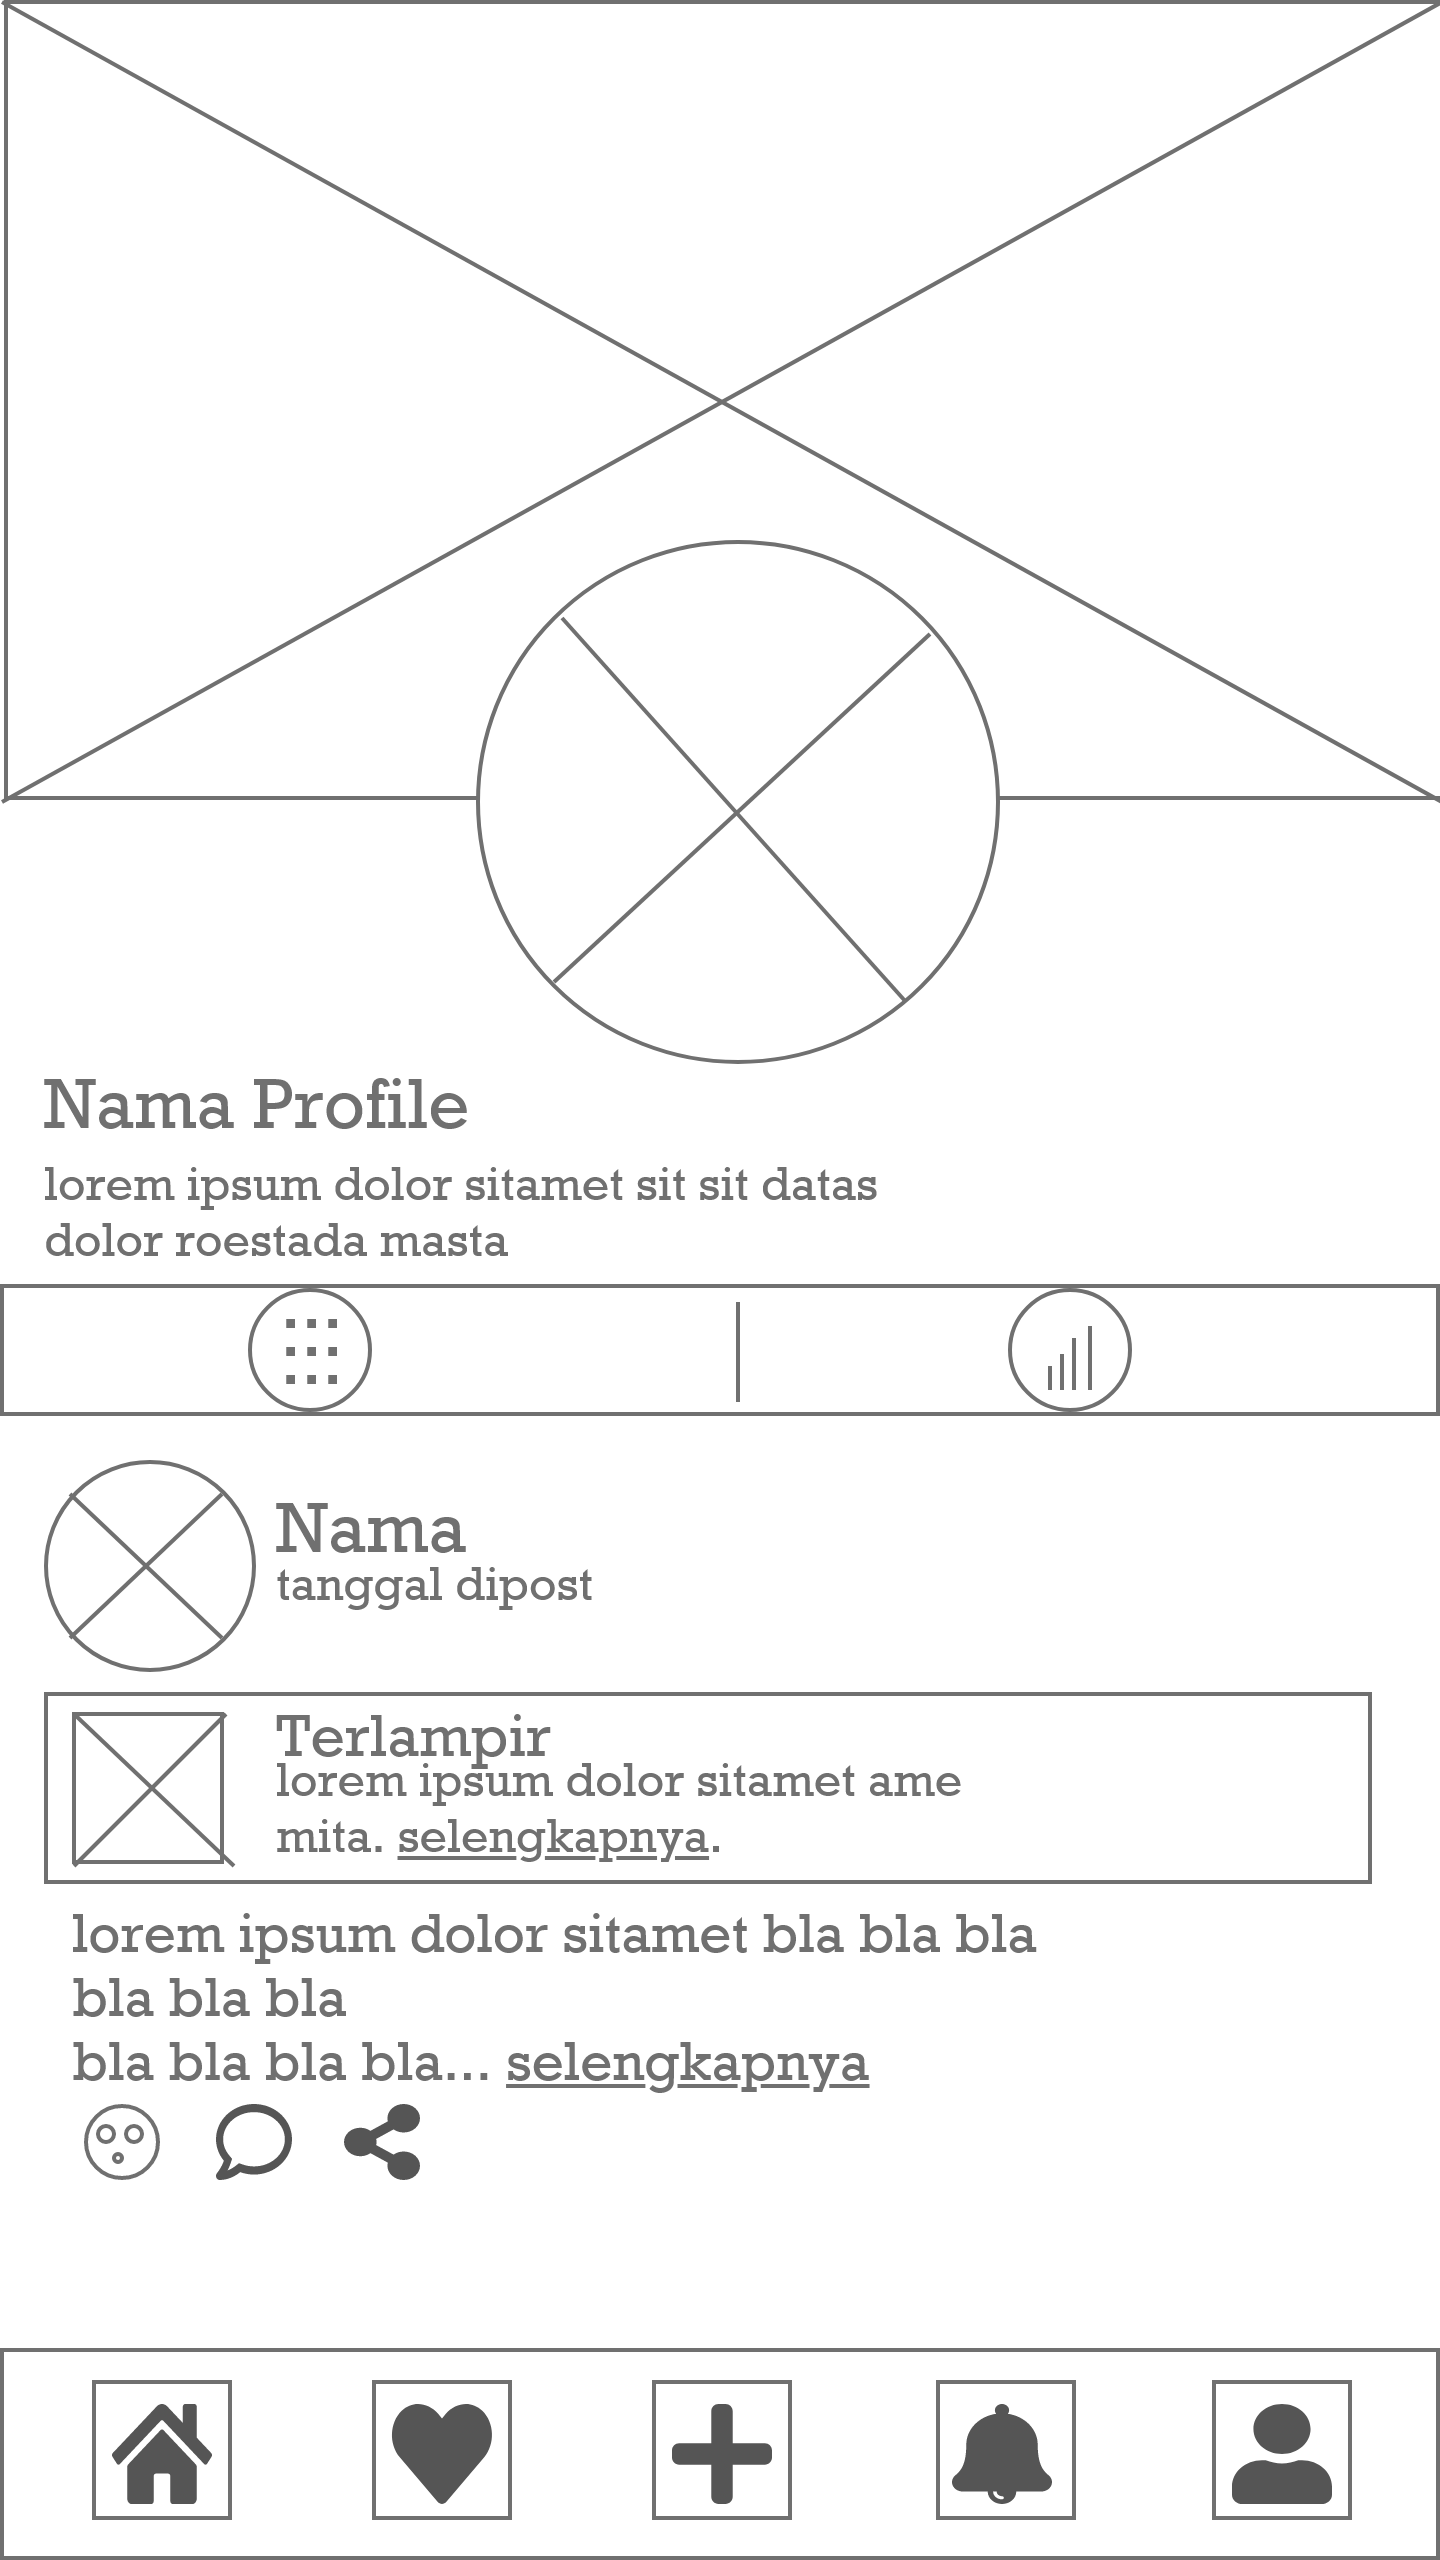 Nama Profile
lorem ipsum dolor sitamet sit sit datas
dolor roestada masta
Nama
tanggal dipost
Terlampir
lorem ipsum dolor sitamet ame
mita. selengkapnya.
lorem ipsum dolor sitamet bla bla bla
bla bla bla
bla bla bla bla... selengkapnya